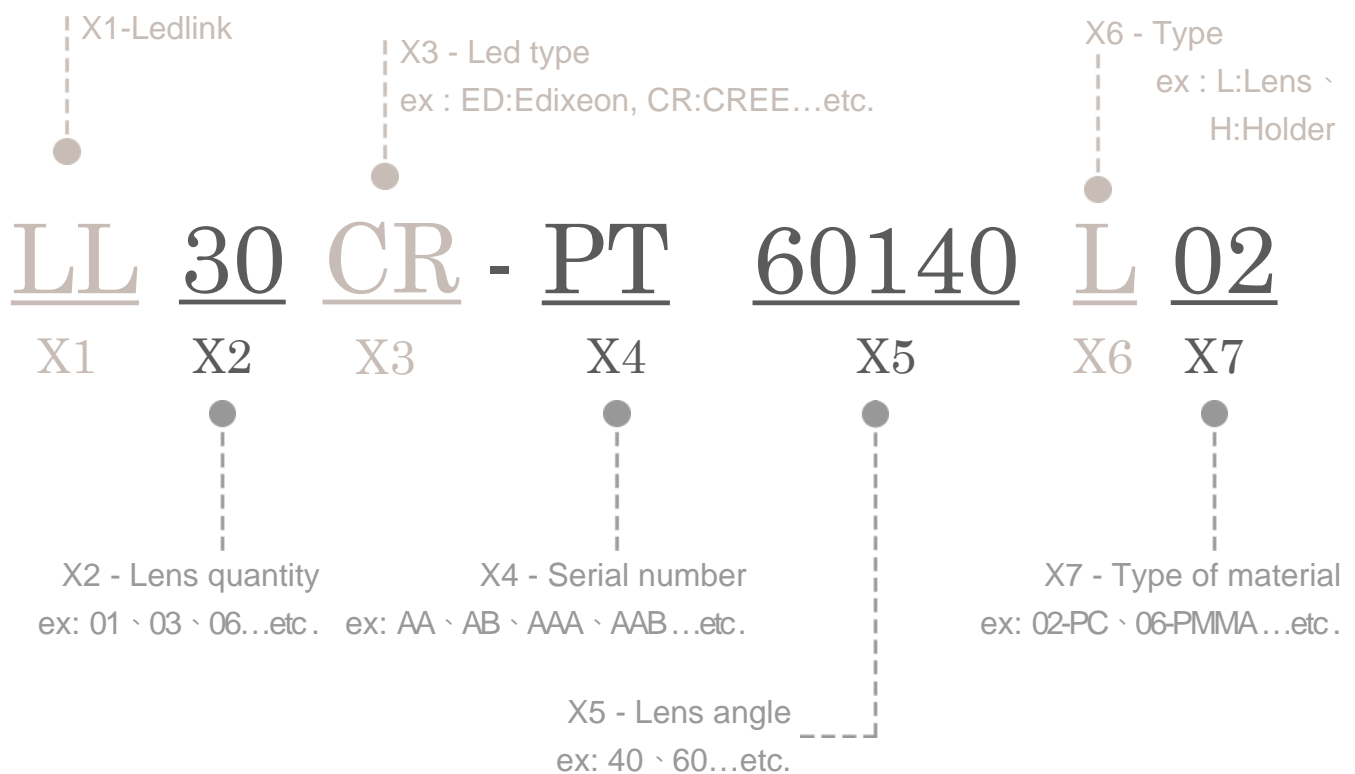 X1-Ledlink
X3 - Led type
ex : ED:Edixeon, CR:CREE…etc.
X6 - Type
ex : L:Lens、
H:Holder
LL 30 CR - PT 60140 L 02
X1 X2 X3 X4 X5 X6 X7
X2 - Lens quantity
ex: 01、03、06…etc.
X4 - Serial number
ex: AA、AB、AAA、AAB…etc.
X7 - Type of material
ex: 02-PC、06-PMMA…etc.
X5 - Lens angle
ex: 40、60…etc.